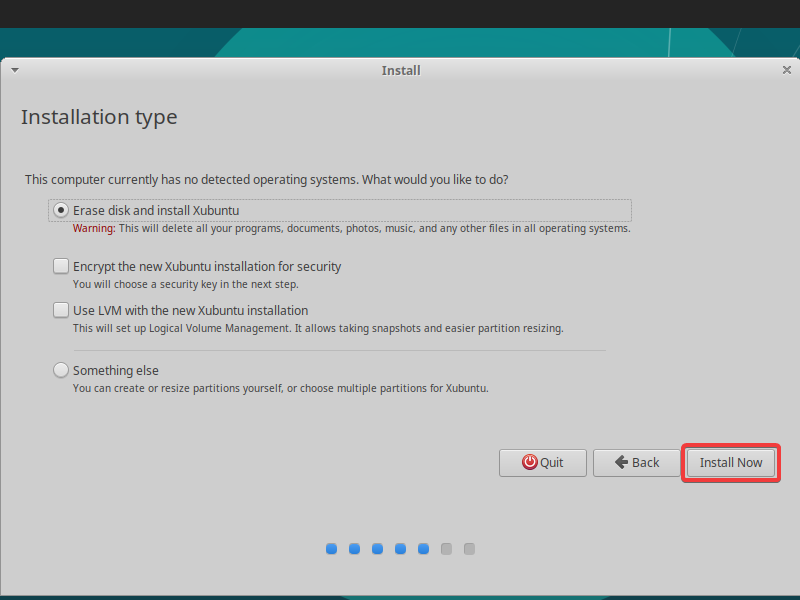 Install
Installation type
This computer currently has no detected operating systems. What would you like to do?
Erase disk and install Xubuntu
Warning: This will delete all your programs, documents, photos, music, and any other files in all operating systems.
Encrypt the new Xubuntu installation for security
You will choose a security key in the next step.
Use LVM with the new Xubuntu installation
This will set up Logical Volume Management. It allows taking snapshots and easier partition resizing.
Something else
You can create or resize partitions yourself, or choose multiple partitions for Xubuntu.
Quit Back Install Now